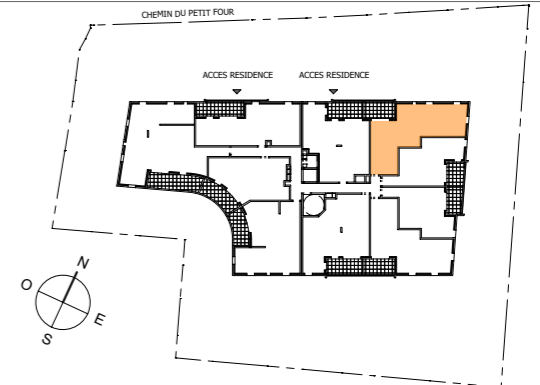 CHEMIN DU PETIT FOUR
ACCES RESIDENCE
ACCES RESIDENCE
N
O
E
S